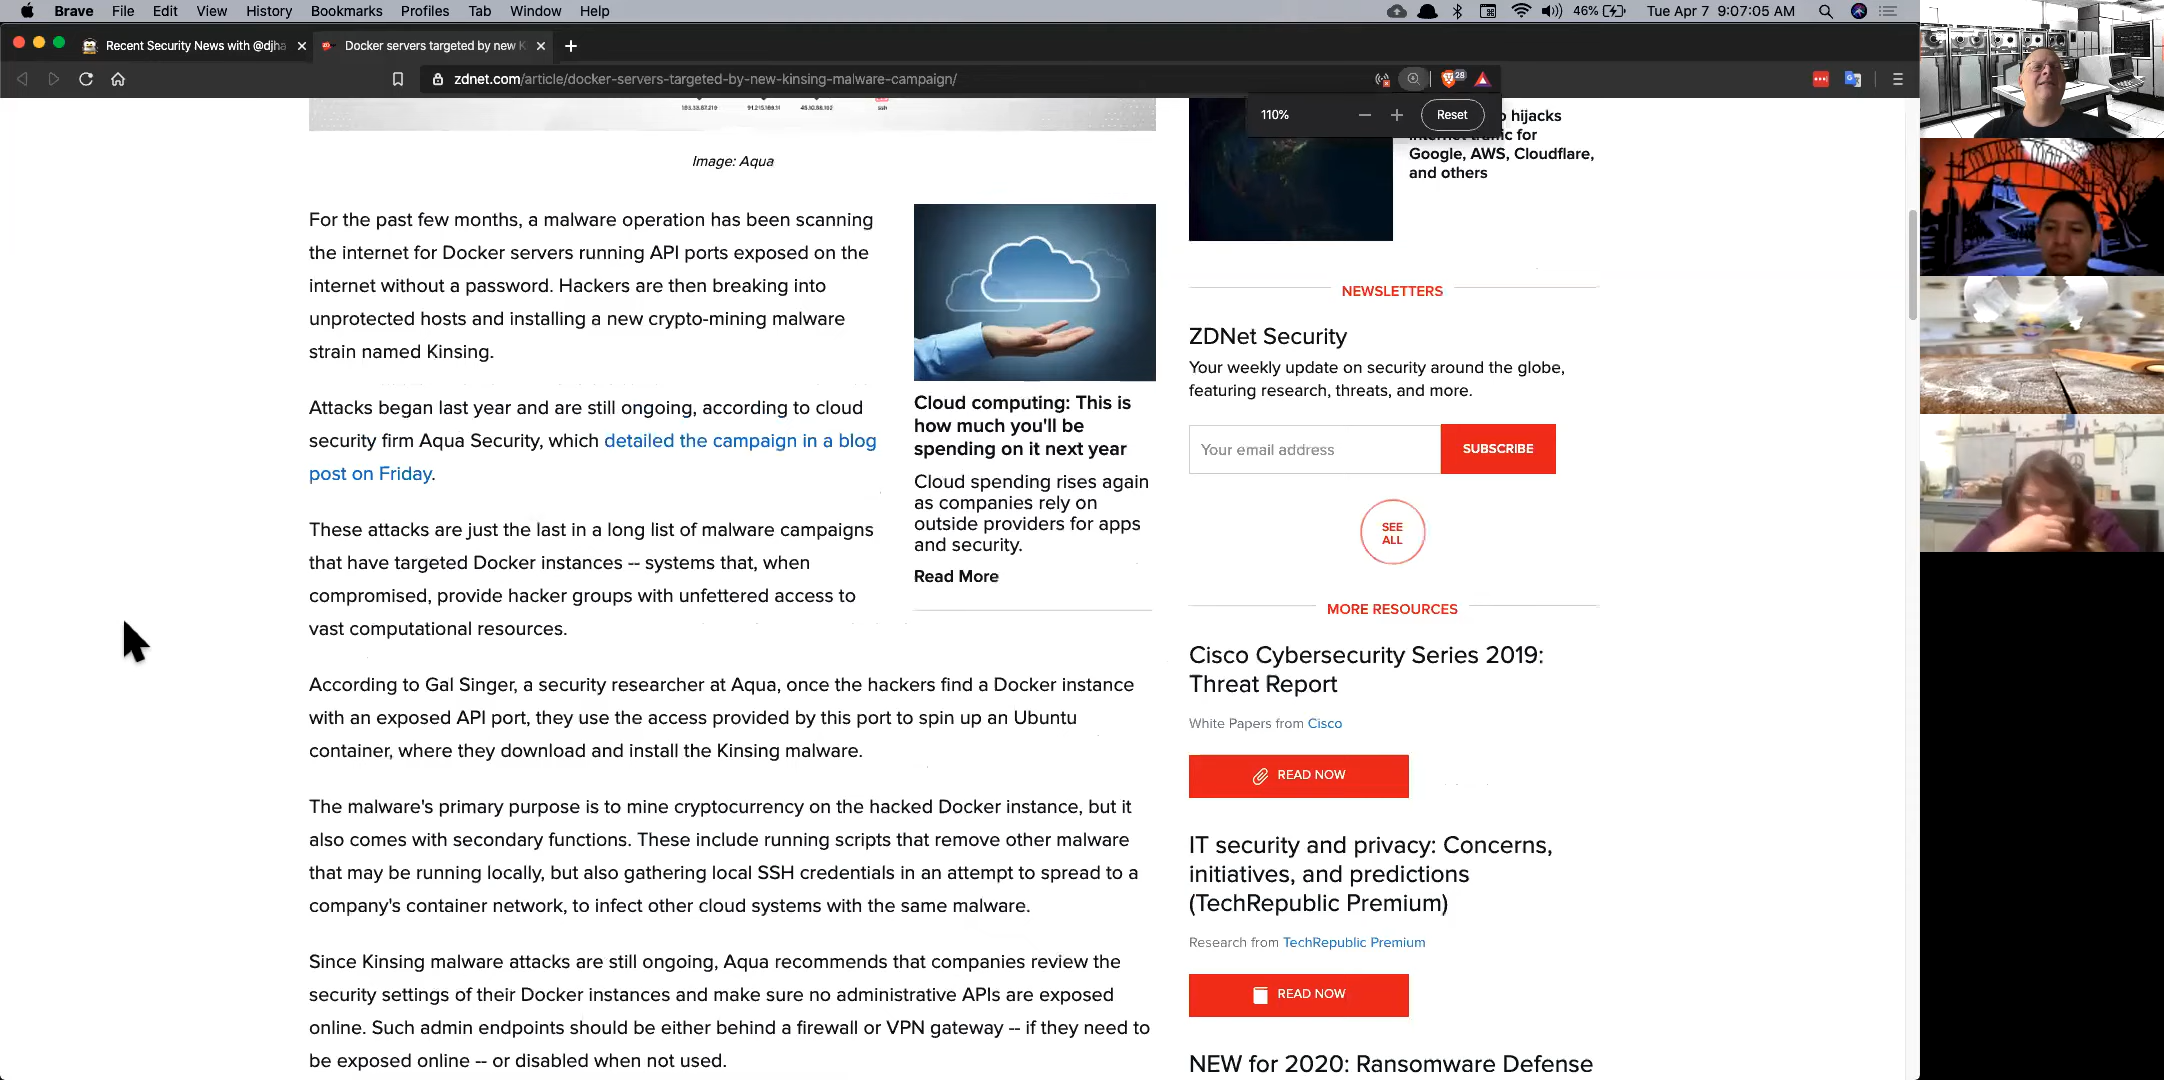 Brave File Edit View History Bookmarks Profiles Tab Window Help
46% Tue Apr 7 9:07:05 AM
Recent Security News with @djha
Docker servers targeted by new K
zdnet.com/article/docker-servers-targeted-by-new-kinsing-malware-campaign/
28
110% Reset
Image: Aqua
For the past few months, a malware operation has been scanning
the internet for Docker servers running API ports exposed on the
internet without a password. Hackers are then breaking into
unprotected hosts and installing a new crypto-mining malware
strain named Kinsing.
Attacks began last year and are still ongoing, according to cloud
security firm Aqua Security, which detailed the campaign in a blog
post on Friday.
These attacks are just the last in a long list of malware campaigns
that have targeted Docker instances -- systems that, when
compromised, provide hacker groups with unfettered access to
vast computational resources.
According to Gal Singer, a security researcher at Aqua, once the hackers find a Docker instance
with an exposed API port, they use the access provided by this port to spin up an Ubuntu
container, where they download and install the Kinsing malware.
The malware's primary purpose is to mine cryptocurrency on the hacked Docker instance, but it
also comes with secondary functions. These include running scripts that remove other malware
that may be running locally, but also gathering local SSH credentials in an attempt to spread to a
company's container network, to infect other cloud systems with the same malware.
Since Kinsing malware attacks are still ongoing, Aqua recommends that companies review the
security settings of their Docker instances and make sure no administrative APIs are exposed
online. Such admin endpoints should be either behind a firewall or VPN gateway -- if they need to
be exposed online -- or disabled when not used.
Cloud computing: This is
how much you'll be
spending on it next year
Cloud spending rises again
as companies rely on
outside providers for apps
and security.
Read More
hijacks
internet traffic for
Google, AWS, Cloudflare,
and others
NEWSLETTERS
ZDNet Security
Your weekly update on security around the globe,
featuring research, threats, and more.
Your email address SUBSCRIBE
SEE
ALL
MORE RESOURCES
Cisco Cybersecurity Series 2019:
Threat Report
White Papers from Cisco
READ NOW
IT security and privacy: Concerns,
initiatives, and predictions
(TechRepublic Premium)
Research from TechRepublic Premium
READ NOW
NEW for 2020: Ransomware Defense